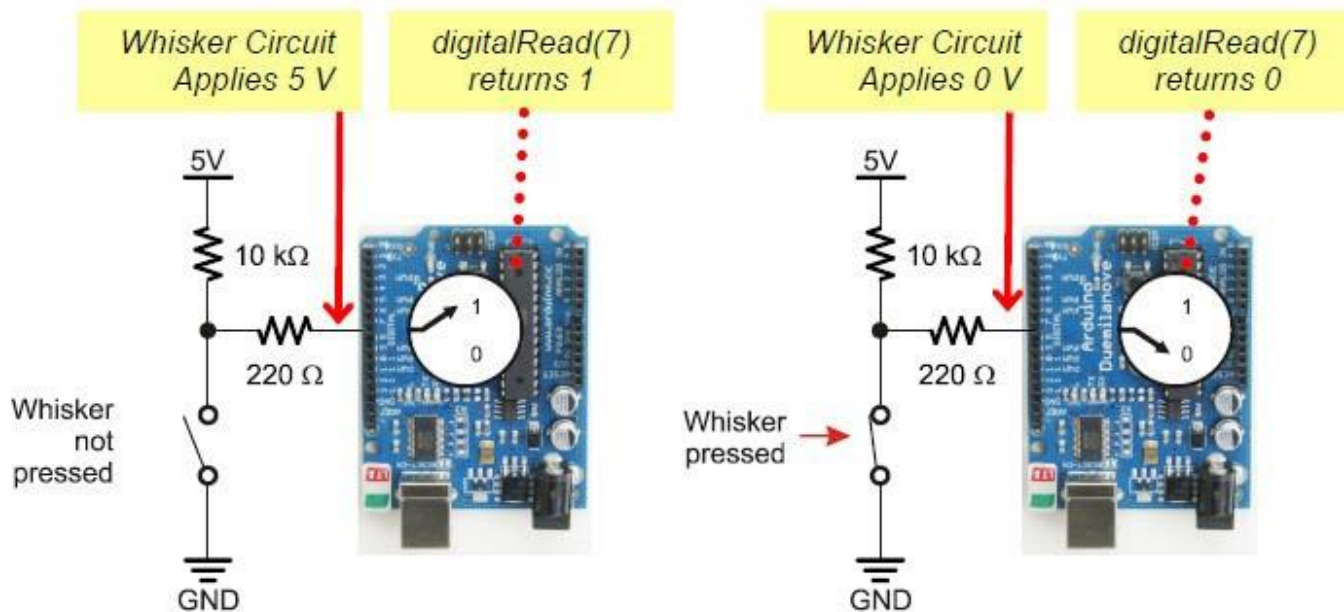 Whisker Circuit
Applies 5 V
digitalRead(7)
returns 1
5V
10 kΩ
220 Ω
1
0
Whisker
not
pressed
GND
Whisker Circuit
Applies 0 V
digitalRead(7)
returns 0
5V
10 kΩ
220 Ω
Arduino
Duemilanove
1
0
Whisker
pressed
GND